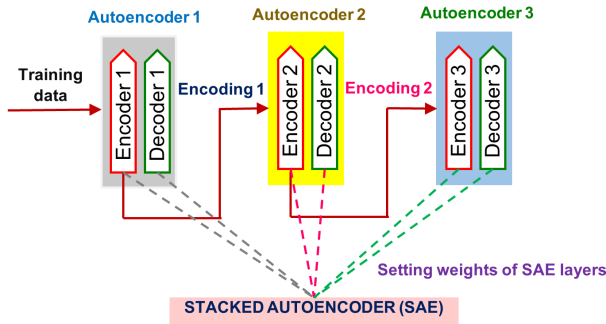 Autoencoder 1
Autoencoder 2
Autoencoder 3
Training
data
Encoder 1
Decoder 1
Encoding 1
Encoder 2
Decoder 2
Encoding 2
Encoder 3
Decoder 3
Setting weights of SAE layers
STACKED AUTOENCODER (SAE)